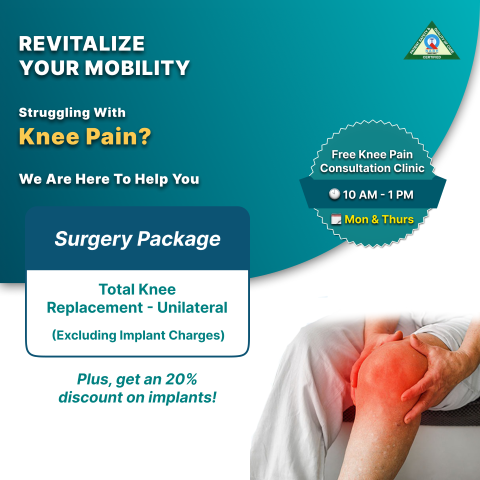 REVITALIZE
YOUR MOBILITY
Struggling With
Knee Pain?
We Are Here To Help You
Free Knee Pain
Consultation Clinic
10 AM - 1 PM
Mon & Thurs
Surgery Package
Total Knee
Replacement - Unilateral
(Excluding Implant Charges)
Plus, get an 20%
discount on implants!